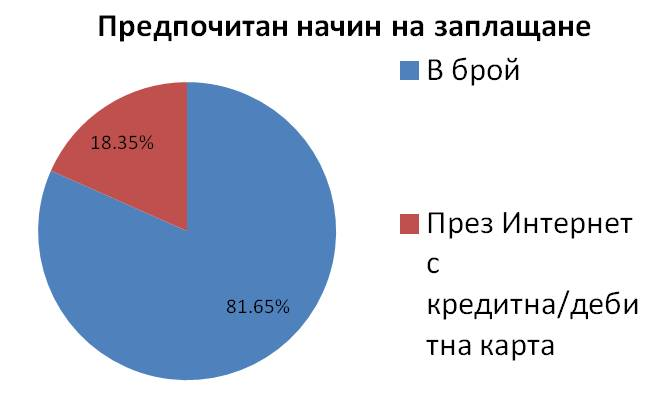 Предпочитан начин на заплащане
В брой
18.35%
През Интернет
с
кредитна/деби
тна карта
81.65%